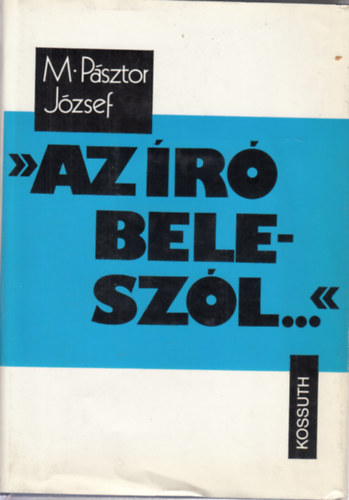 M. Pásztor
József
»AZ ÍRÓ
BELE-
SZÓL...«
KOSSUTH